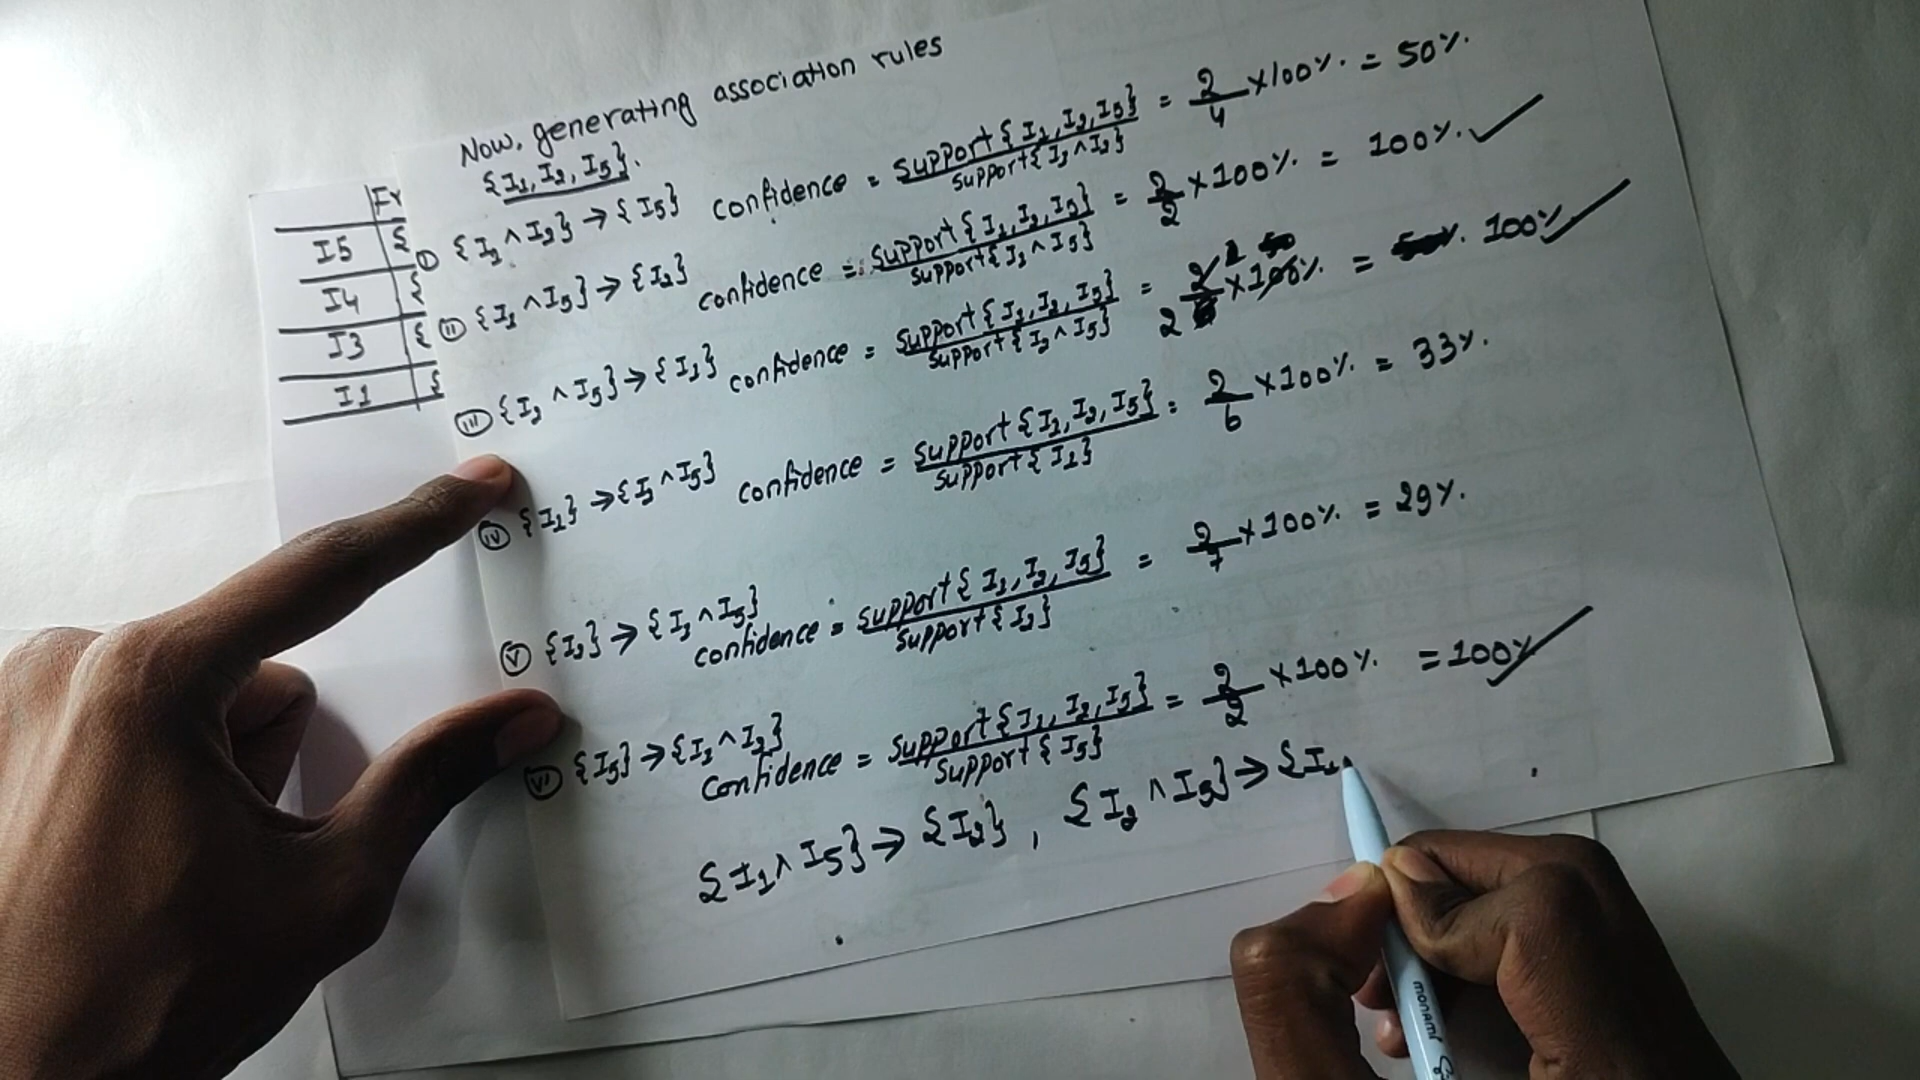 Now, generating association rules
{I1, I2, I5}.
Fr
I5 {
I4 {
I3 {
I1 {
(i) {I1 ^ I2} → {I5} confidence = support{I1, I2, I5} / support{I1 ^ I2} = 2/4 × 100% = 50%.
(ii) {I1 ^ I5} → {I2} confidence = support{I1, I2, I5} / support{I1 ^ I5} = 2/2 × 100% = 100%. ✓
(iii) {I2 ^ I5} → {I1} confidence = support{I1, I2, I5} / support{I2 ^ I5} = 2/2 × 100% = 100% ✓
(iv) {I1} → {I2 ^ I5} confidence = support{I1, I2, I5} / support{I1} = 2/6 × 100% = 33%.
(v) {I2} → {I1 ^ I5} confidence = support{I1, I2, I5} / support{I2} = 2/7 × 100% = 29%.
(vi) {I5} → {I1 ^ I2} confidence = support{I1, I2, I5} / support{I5} = 2/2 × 100% = 100% ✓
{I1 ^ I5} → {I2}, {I2 ^ I5} → {I1
monami